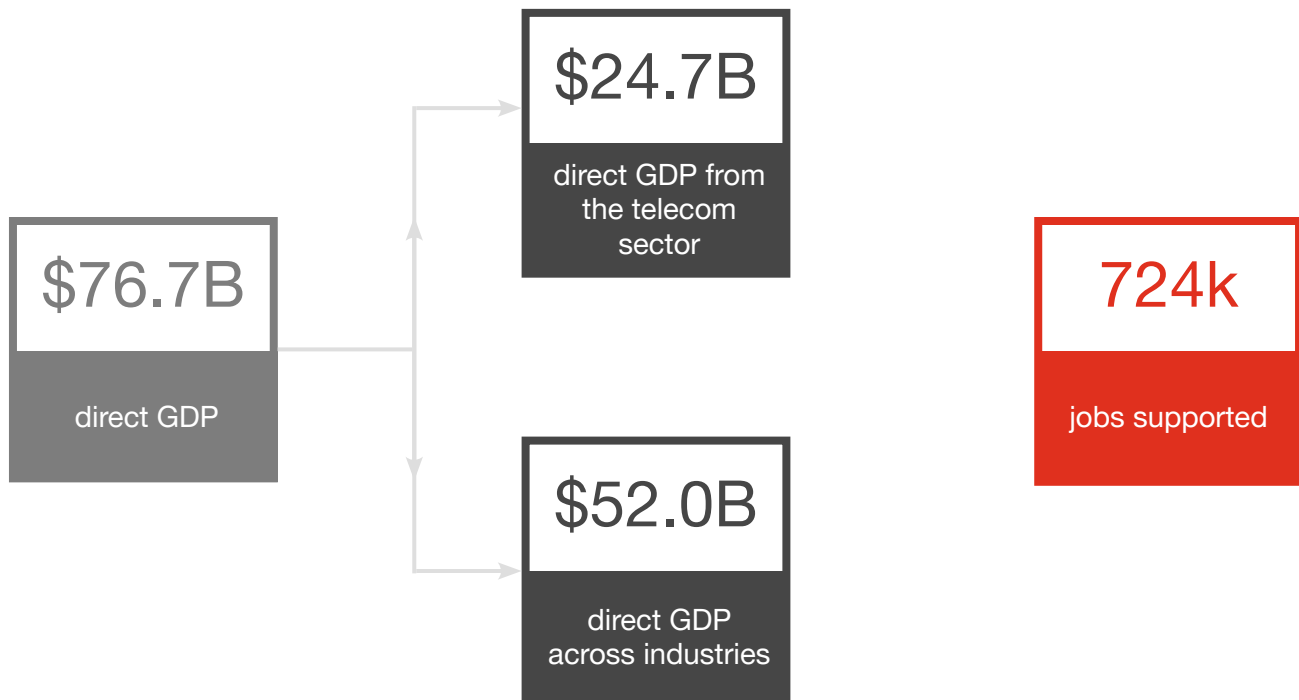 $76.7B
direct GDP
$24.7B
direct GDP from
the telecom
sector
$52.0B
direct GDP
across industries
724k
jobs supported